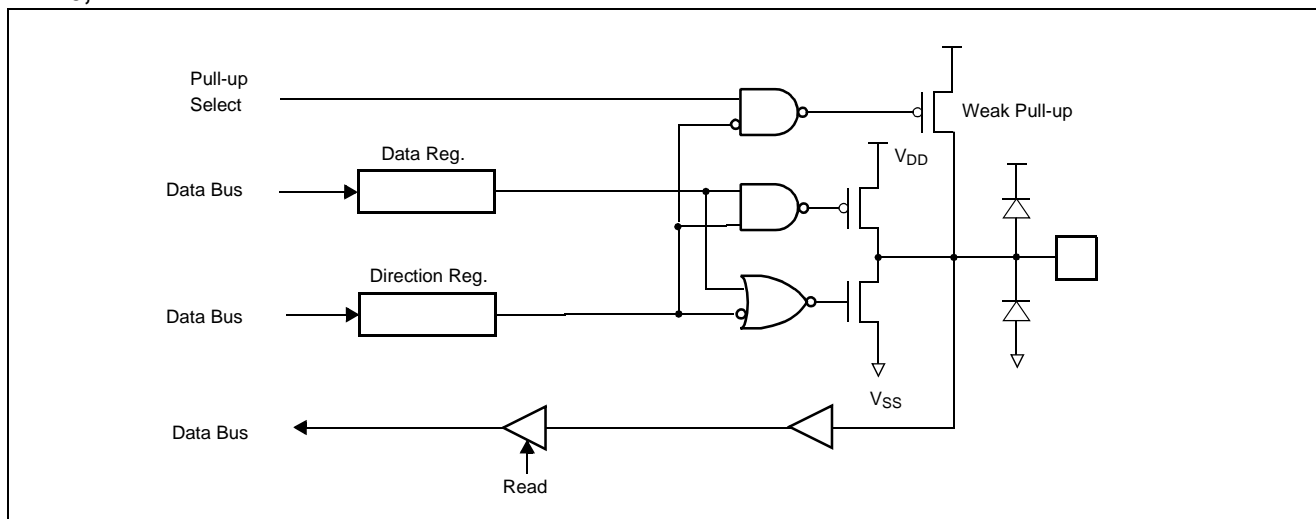 Pull-up
Select
Weak Pull-up
Data Reg.
VDD
Data Bus
Direction Reg.
Data Bus
VSS
Data Bus
Read